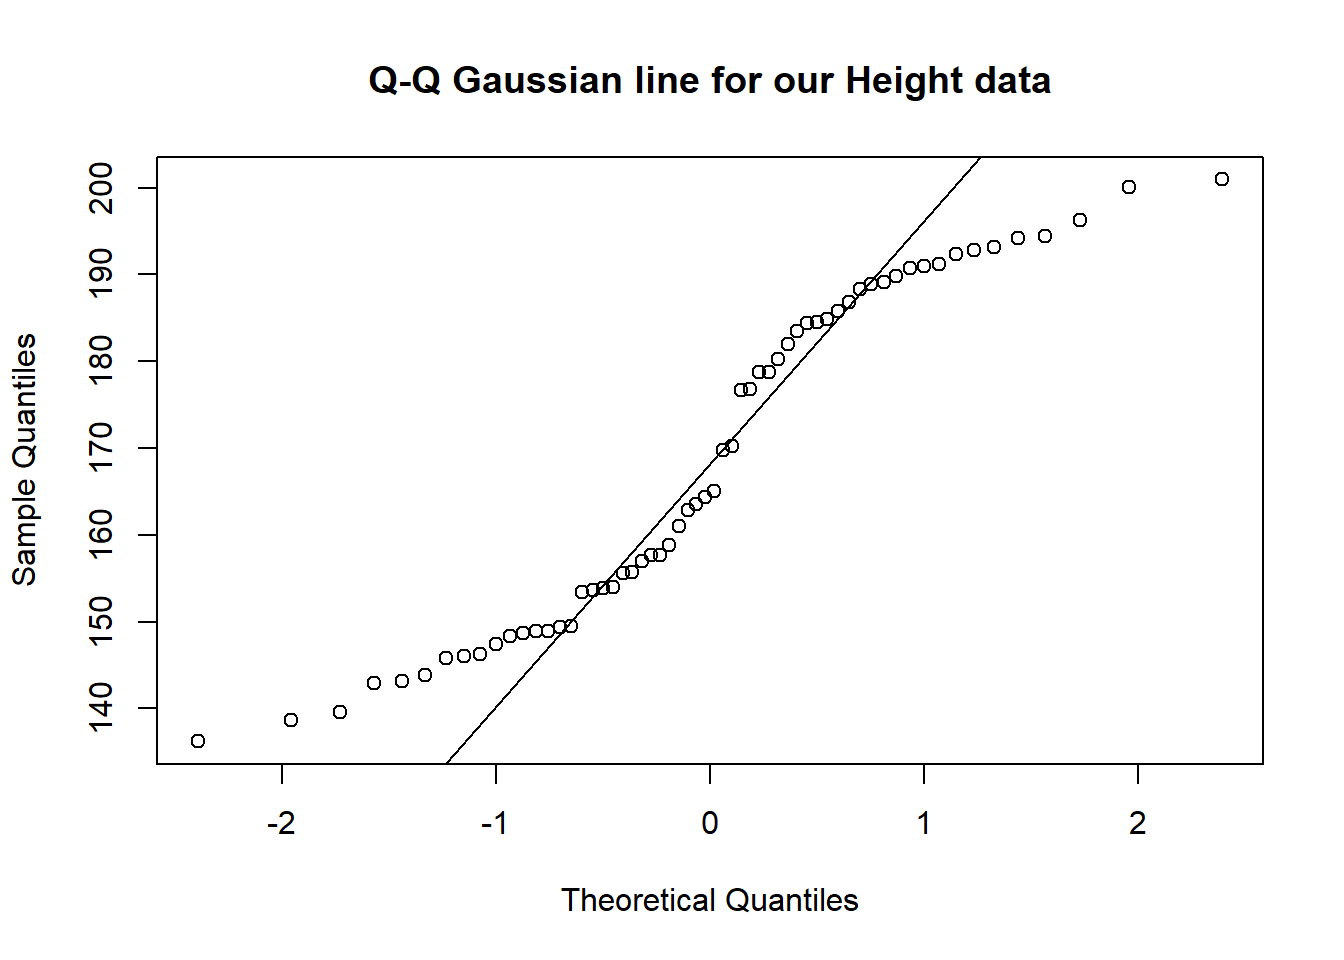 Q-Q Gaussian line for our Height data
Sample Quantiles
200
190
180
170
160
150
140
-2 -1 0 1 2
Theoretical Quantiles